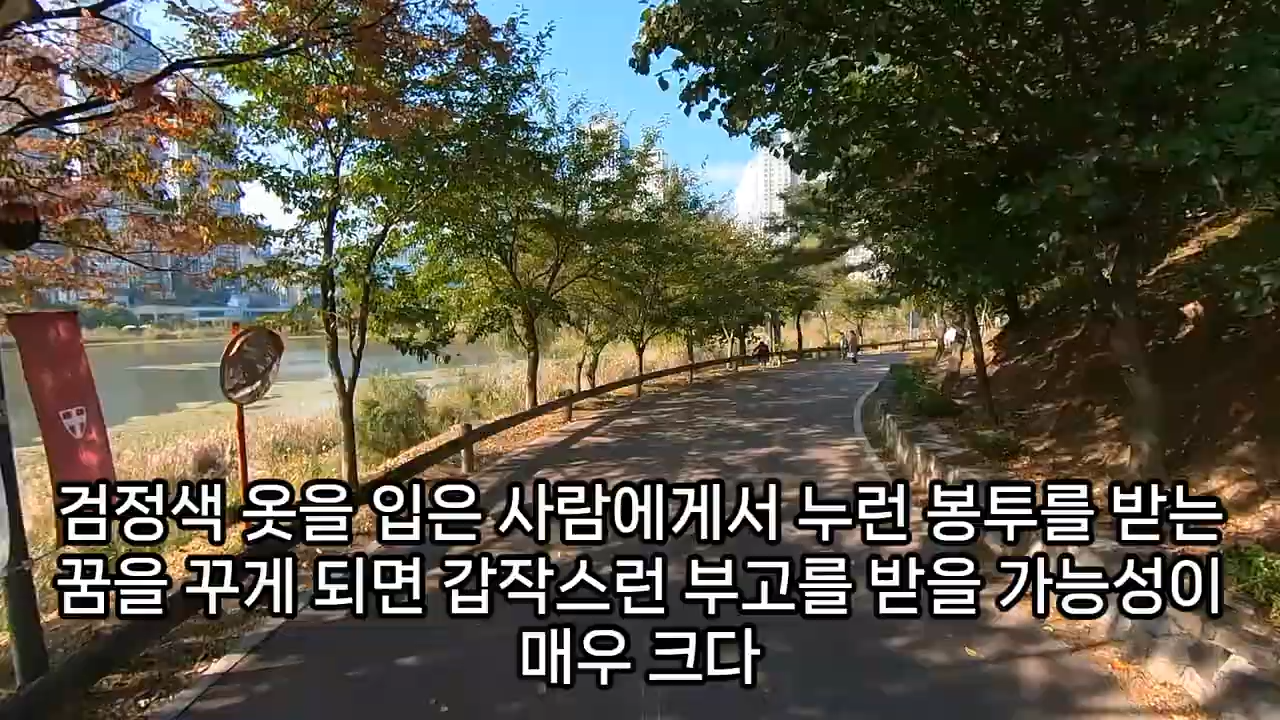 검정색 옷을 입은 사람에게서 누런 봉투를 받는
꿈을 꾸게 되면 갑작스런 부고를 받을 가능성이
매우 크다